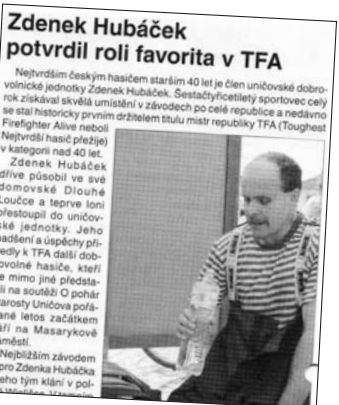 Zdenek Hubáček
potvrdil roli favorita v TFA
Nejtvrdším českým hasičem starším 40 let je člen uničovské dobro-
volnické jednotky Zdenek Hubáček. Šestačtyřicetiletý sportovec celý
rok získával skvělá umístění v závodech po celé republice a nedávno
se stal historicky prvním držitelem titulu mistr republiky TFA (Toughest
Firefighter Alive neboli
Nejtvrdší hasič přežije)
v kategorii nad 40 let.
Zdenek Hubáček
dříve působil ve své
domovské Dlouhé
Loučce a teprve loni
přestoupil do uničov-
ské jednotky. Jeho
nadšení a úspěchy při-
vedly k TFA další dob-
rovolné hasiče, kteří
se mimo jiné předsta-
li na soutěži O pohár
starosty Uničova pořá-
ané letos začátkem
září na Masarykově
náměstí.
Nejbližším závodem
pro Zdenka Hubáčka
jeho tým klání v pol-